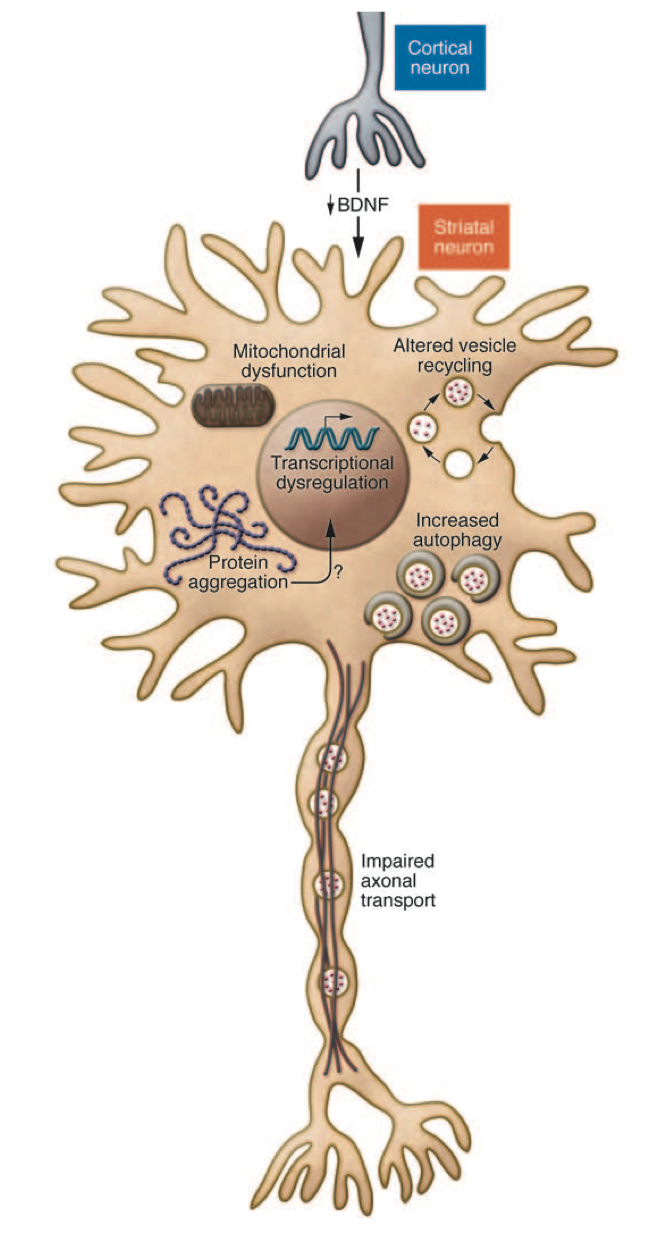 Cortical
neuron
↓BDNF
Striatal
neuron
Mitochondrial
dysfunction
Altered vesicle
recycling
Transcriptional
dysregulation
Increased
autophagy
Protein
aggregation
?
Impaired
axonal
transport